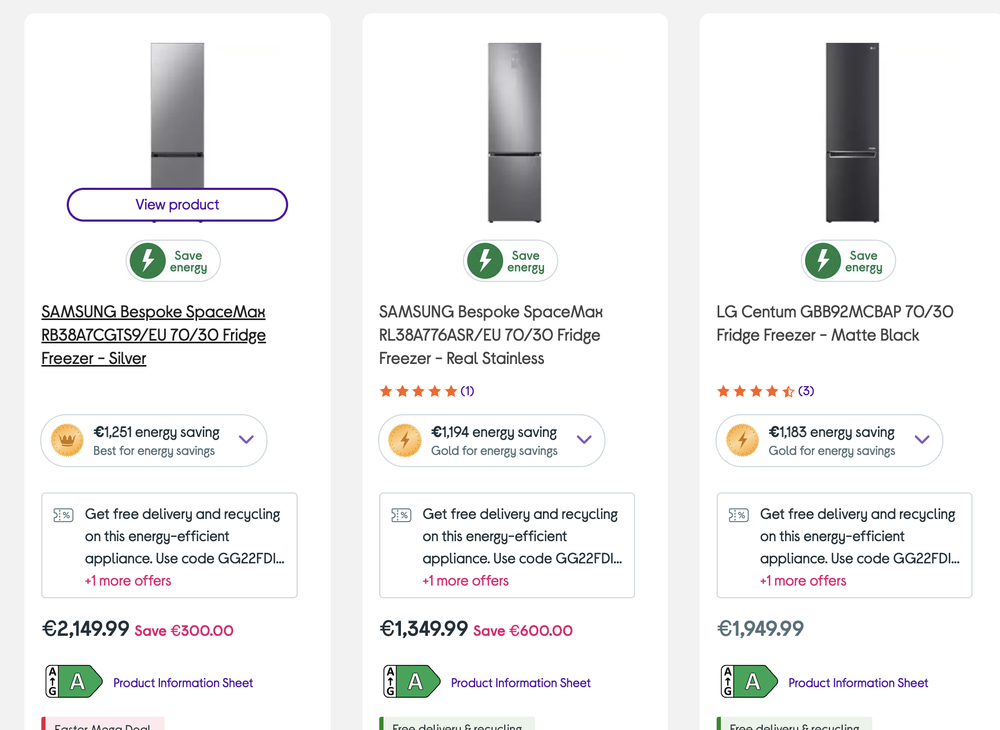 View product
Save
energy
SAMSUNG Bespoke SpaceMax
RB38A7CGTS9/EU 70/30 Fridge
Freezer - Silver
€1,251 energy saving
Best for energy savings
%
Get free delivery and recycling
on this energy-efficient
appliance. Use code GG22FDI...
+1 more offers
€2,149.99 Save €300.00
A
G
A
Product Information Sheet
Easter Mega Deal
Save
energy
SAMSUNG Bespoke SpaceMax
RL38A776ASR/EU 70/30 Fridge
Freezer - Real Stainless
(1)
€1,194 energy saving
Gold for energy savings
%
Get free delivery and recycling
on this energy-efficient
appliance. Use code GG22FDI...
+1 more offers
€1,349.99 Save €600.00
A
G
A
Product Information Sheet
Free delivery & recycling
Save
energy
LG Centum GBB92MCBAP 70/30
Fridge Freezer - Matte Black
(3)
€1,183 energy saving
Gold for energy savings
%
Get free delivery and recycling
on this energy-efficient
appliance. Use code GG22FDI...
+1 more offers
€1,949.99
A
G
A
Product Information Sheet
Free delivery & recycling